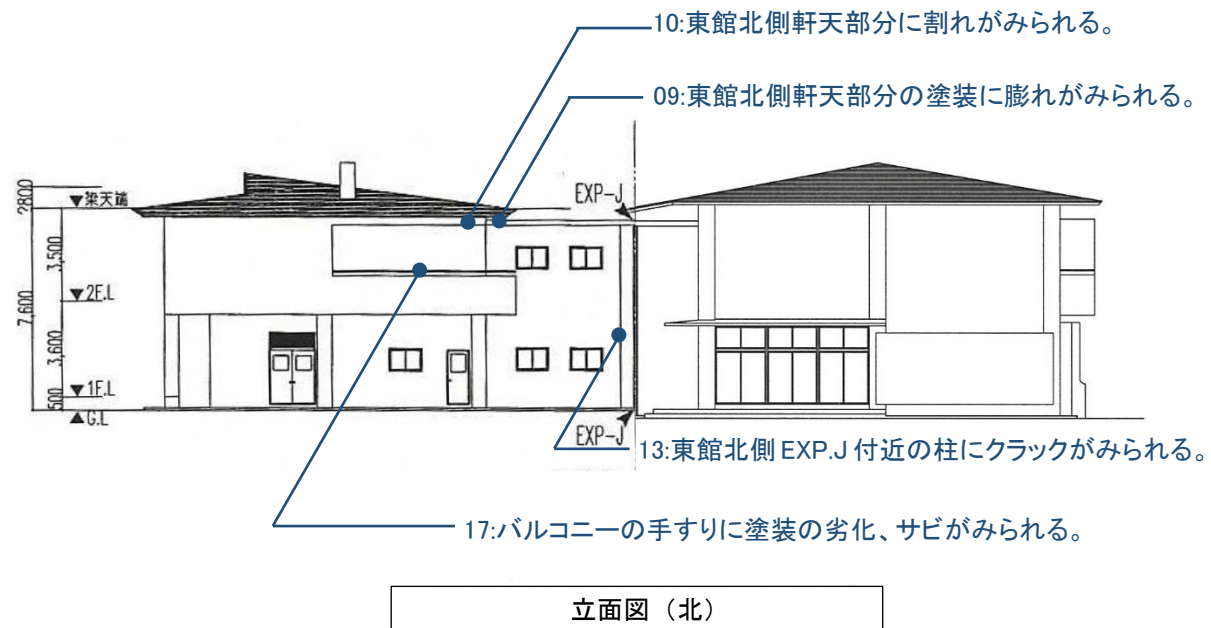 10:東館北側軒天部分に割れがみられる。
09:東館北側軒天部分の塗装に膨れがみられる。
2800
▼梁天端
EXP-J
3,500
7,600
▼2F.L
3,600
▼1F.L
500
▲G.L
EXP-J
13:東館北側EXP.J付近の柱にクラックがみられる。
17:バルコニーの手すりに塗装の劣化、サビがみられる。
立面図（北）